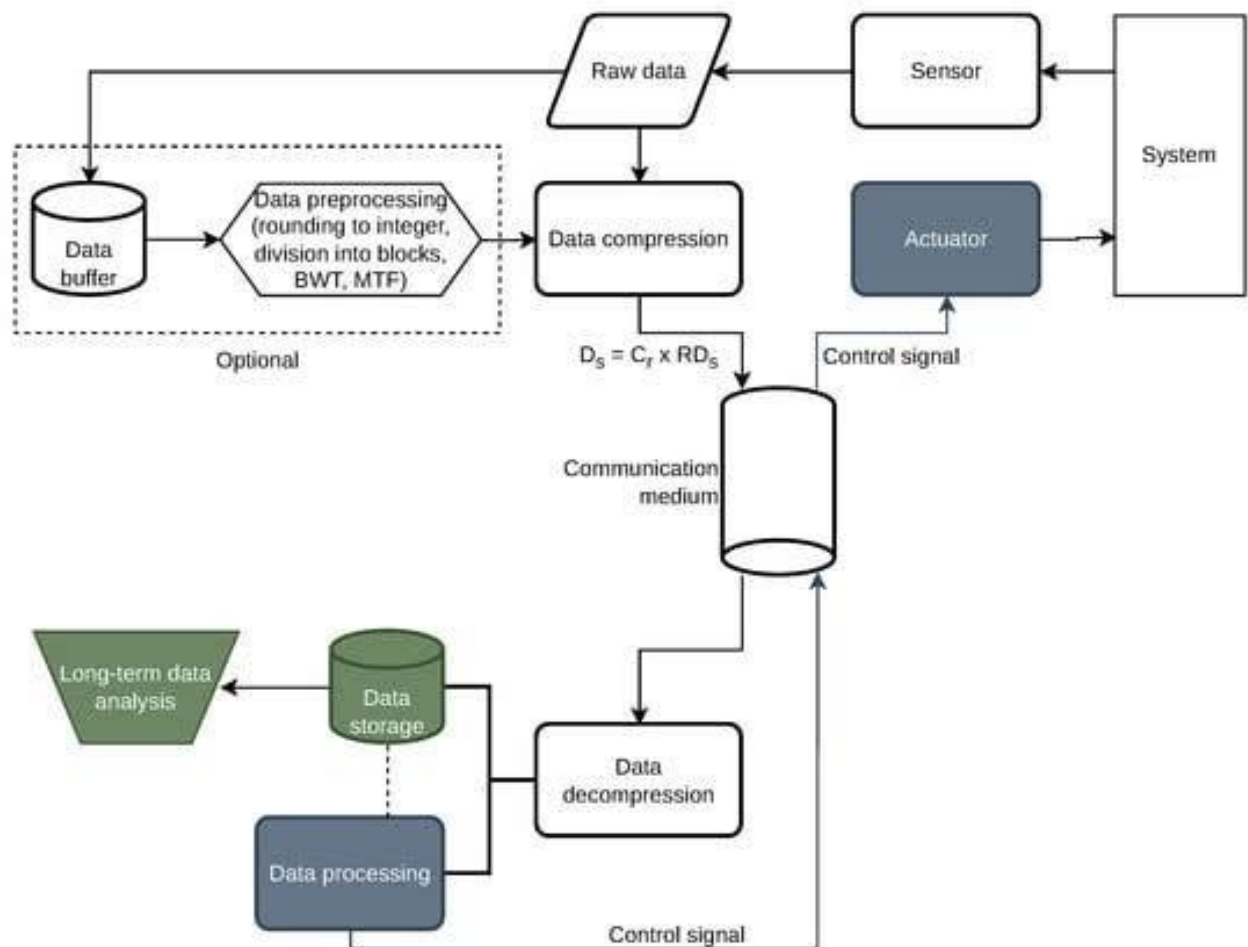 Raw data
Sensor
System
Data
buffer
Data preprocessing
(rounding to integer,
division into blocks,
BWT, MTF)
Data compression
Actuator
Optional
Dₛ = Cᵣ x RDₛ
Control signal
Communication
medium
Long-term data
analysis
Data
storage
Data
decompression
Data processing
Control signal